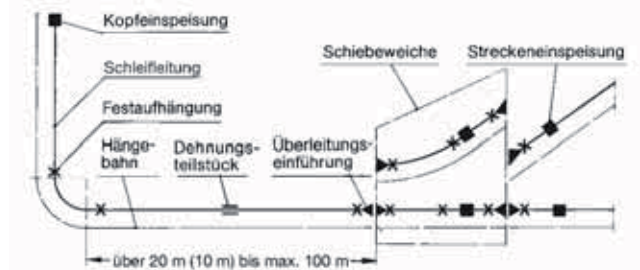 Kopfeinspeisung
Schiebeweiche
Streckeneinspeisung
Schleifleitung
Festaufhängung
Hänge-
bahn
Dehnungs-
teilstück
Überleitungs-
einführung
über 20 m (10 m) bis max. 100 m